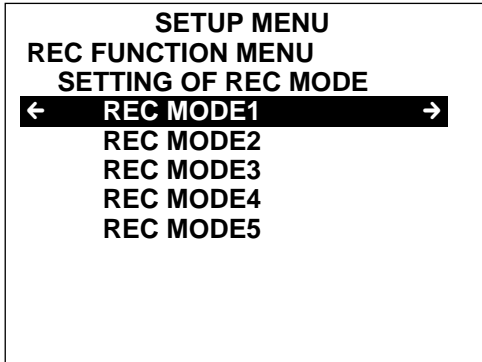 SETUP MENU
REC FUNCTION MENU
SETTING OF REC MODE
← REC MODE1 →
REC MODE2
REC MODE3
REC MODE4
REC MODE5